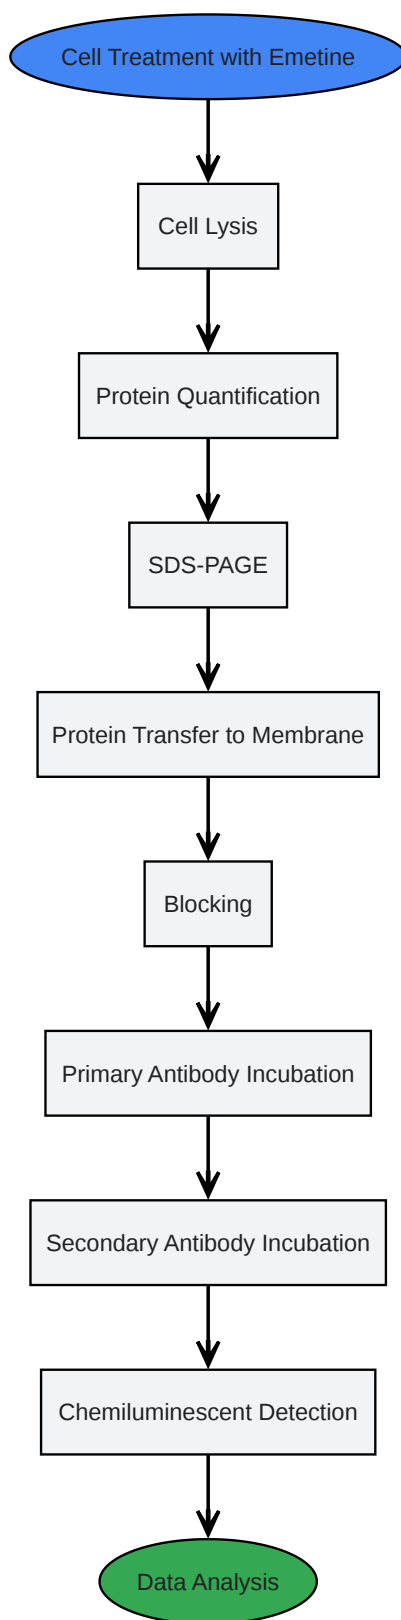 Cell Treatment with Emetine
Cell Lysis
Protein Quantification
SDS-PAGE
Protein Transfer to Membrane
Blocking
Primary Antibody Incubation
Secondary Antibody Incubation
Chemiluminescent Detection
Data Analysis